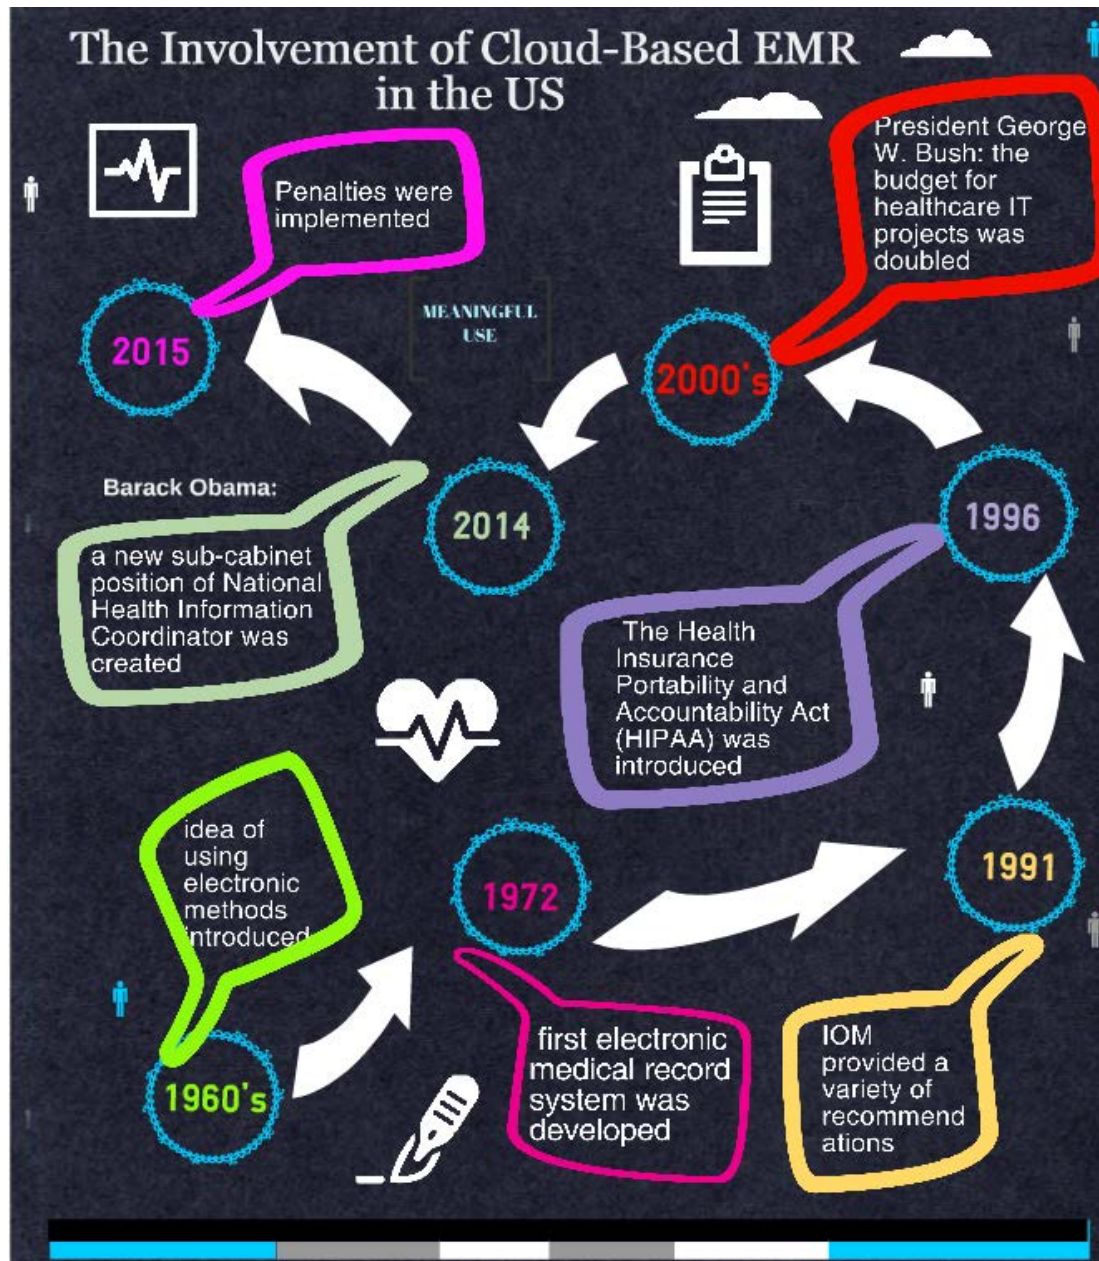 The Involvement of Cloud-Based EMR
in the US
President George
W. Bush: the
budget for
healthcare IT
projects was
doubled
Penalties were
implemented
MEANINGFUL
USE
2015
2000's
Barack Obama:
2014
1996
a new sub-cabinet
position of National
Health Information
Coordinator was
created
The Health
Insurance
Portability and
Accountability Act
(HIPAA) was
introduced
idea of
using
electronic
methods
introduced
1972
1991
1960's
first electronic
medical record
system was
developed
IOM
provided a
variety of
recommend
ations